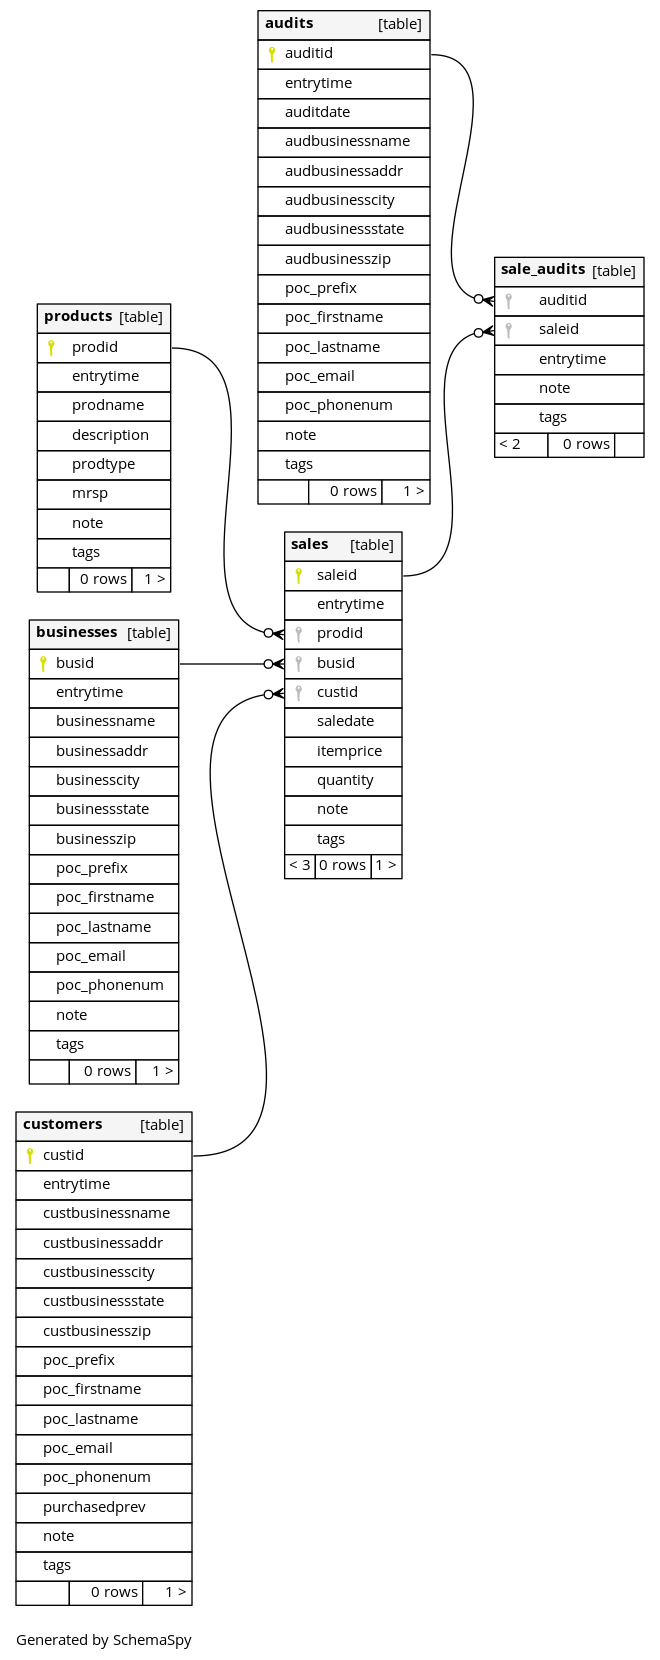 audits [table]
auditid
entrytime
auditdate
audbusinessname
audbusinessaddr
audbusinesscity
audbusinessstate
audbusinesszip
poc_prefix
poc_firstname
poc_lastname
poc_email
poc_phonenum
note
tags
0 rows 1 >
sale_audits [table]
auditid
saleid
entrytime
note
tags
< 2 0 rows
products [table]
prodid
entrytime
prodname
description
prodtype
mrsp
note
tags
0 rows 1 >
sales [table]
saleid
entrytime
prodid
busid
custid
saledate
itemprice
quantity
note
tags
< 3 0 rows 1 >
businesses [table]
busid
entrytime
businessname
businessaddr
businesscity
businessstate
businesszip
poc_prefix
poc_firstname
poc_lastname
poc_email
poc_phonenum
note
tags
0 rows 1 >
customers [table]
custid
entrytime
custbusinessname
custbusinessaddr
custbusinesscity
custbusinessstate
custbusinesszip
poc_prefix
poc_firstname
poc_lastname
poc_email
poc_phonenum
purchasedprev
note
tags
0 rows 1 >
Generated by SchemaSpy